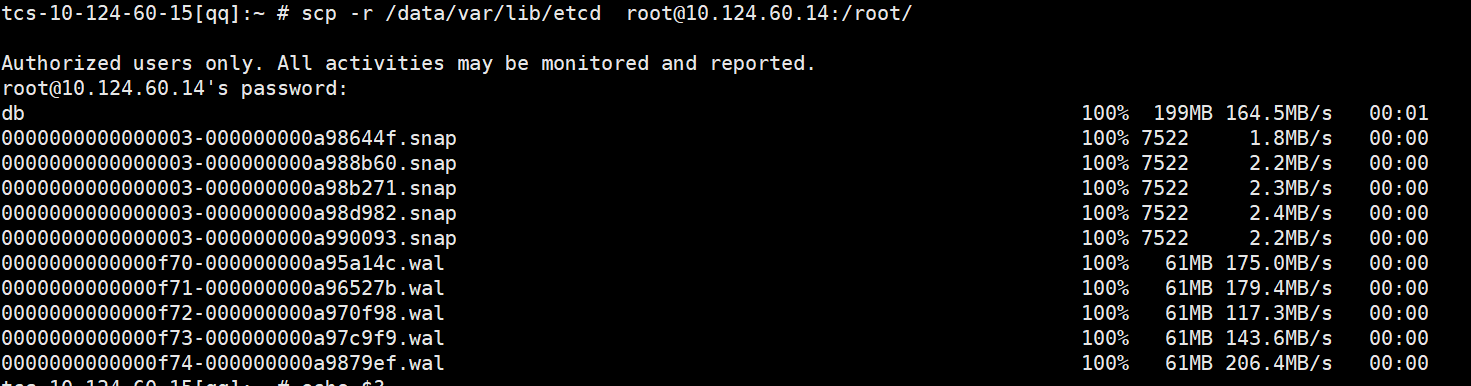 tcs-10-124-60-15[qq]:~ # scp -r /data/var/lib/etcd  root@10.124.60.14:/root/
Authorized users only. All activities may be monitored and reported.
root@10.124.60.14's password:
db 100% 199MB 164.5MB/s 00:01
0000000000000003-000000000a98644f.snap 100% 7522 1.8MB/s 00:00
0000000000000003-000000000a988b60.snap 100% 7522 2.2MB/s 00:00
0000000000000003-000000000a98b271.snap 100% 7522 2.3MB/s 00:00
0000000000000003-000000000a98d982.snap 100% 7522 2.4MB/s 00:00
0000000000000003-000000000a990093.snap 100% 7522 2.2MB/s 00:00
0000000000000f70-000000000a95a14c.wal 100% 61MB 175.0MB/s 00:00
0000000000000f71-000000000a96527b.wal 100% 61MB 179.4MB/s 00:00
0000000000000f72-000000000a970f98.wal 100% 61MB 117.3MB/s 00:00
0000000000000f73-000000000a97c9f9.wal 100% 61MB 143.6MB/s 00:00
0000000000000f74-000000000a9879ef.wal 100% 61MB 206.4MB/s 00:00